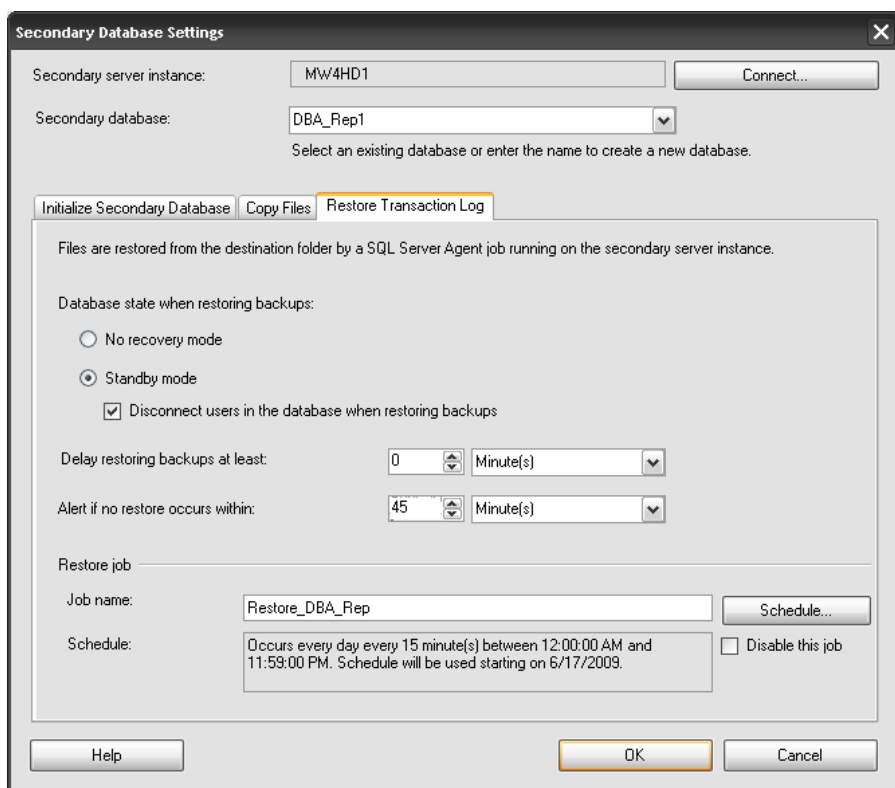 Secondary Database Settings
Secondary server instance: MW4HD1 Connect...
Secondary database: DBA_Rep1
Select an existing database or enter the name to create a new database.
Initialize Secondary Database Copy Files Restore Transaction Log
Files are restored from the destination folder by a SQL Server Agent job running on the secondary server instance.
Database state when restoring backups:
No recovery mode
Standby mode
Disconnect users in the database when restoring backups
Delay restoring backups at least: 0 Minute(s)
Alert if no restore occurs within: 45 Minute(s)
Restore job
Job name: Restore_DBA_Rep Schedule...
Schedule: Occurs every day every 15 minute(s) between 12:00:00 AM and Disable this job
11:59:00 PM. Schedule will be used starting on 6/17/2009.
Help OK Cancel